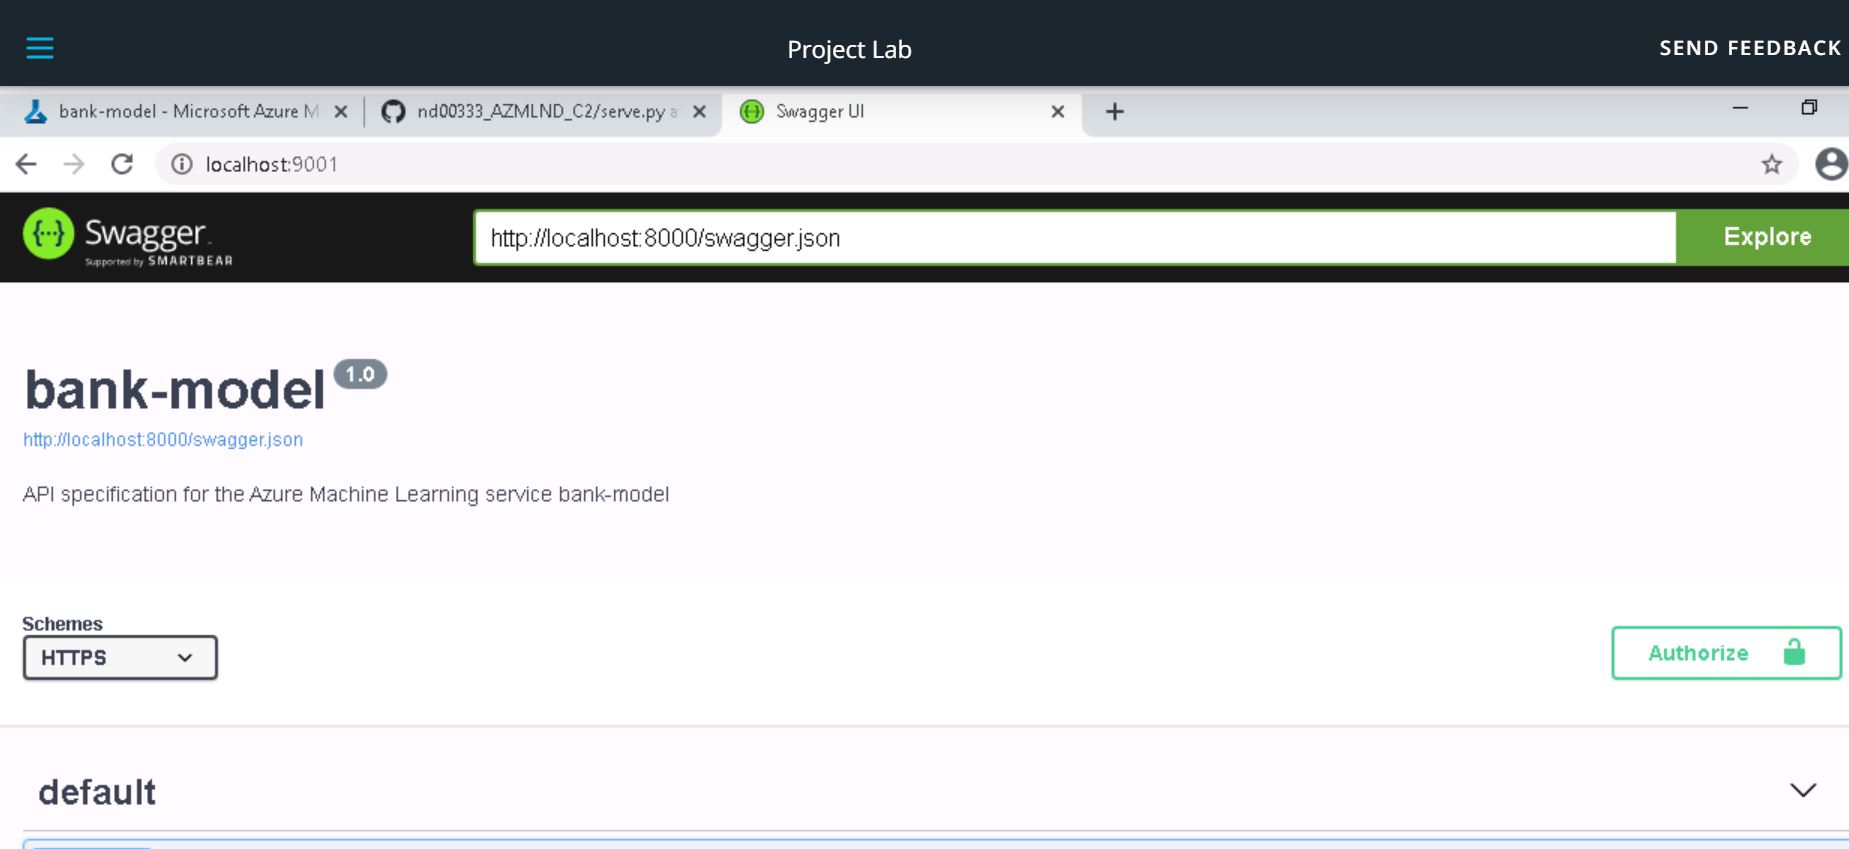 Project Lab
SEND FEEDBACK
bank-model - Microsoft Azure M
nd00333_AZMLND_C2/serve.py a
Swagger UI
localhost:9001
Swagger
Supported by SMARTBEAR
http://localhost:8000/swagger.json
Explore
bank-model 1.0
http://localhost:8000/swagger.json
API specification for the Azure Machine Learning service bank-model
Schemes
HTTPS
Authorize
default